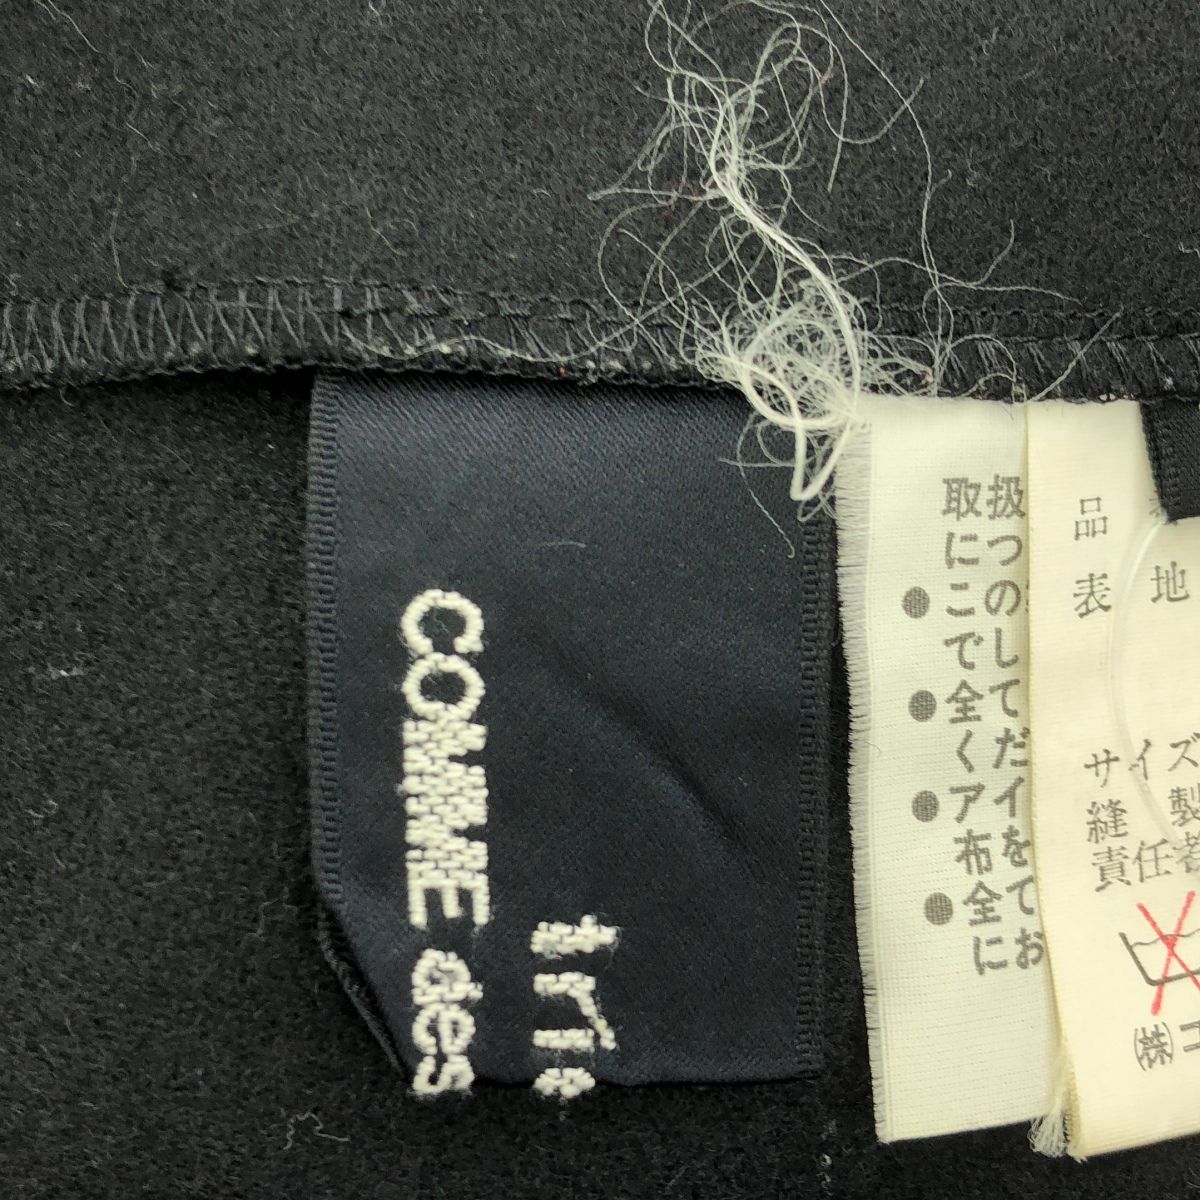 COMME des
tric
取扱
につ
●この
でし
●全て
くだ
●アイ
布を
●全て
にお
品
表地
サイズ
縫製
責任者
(株)コ